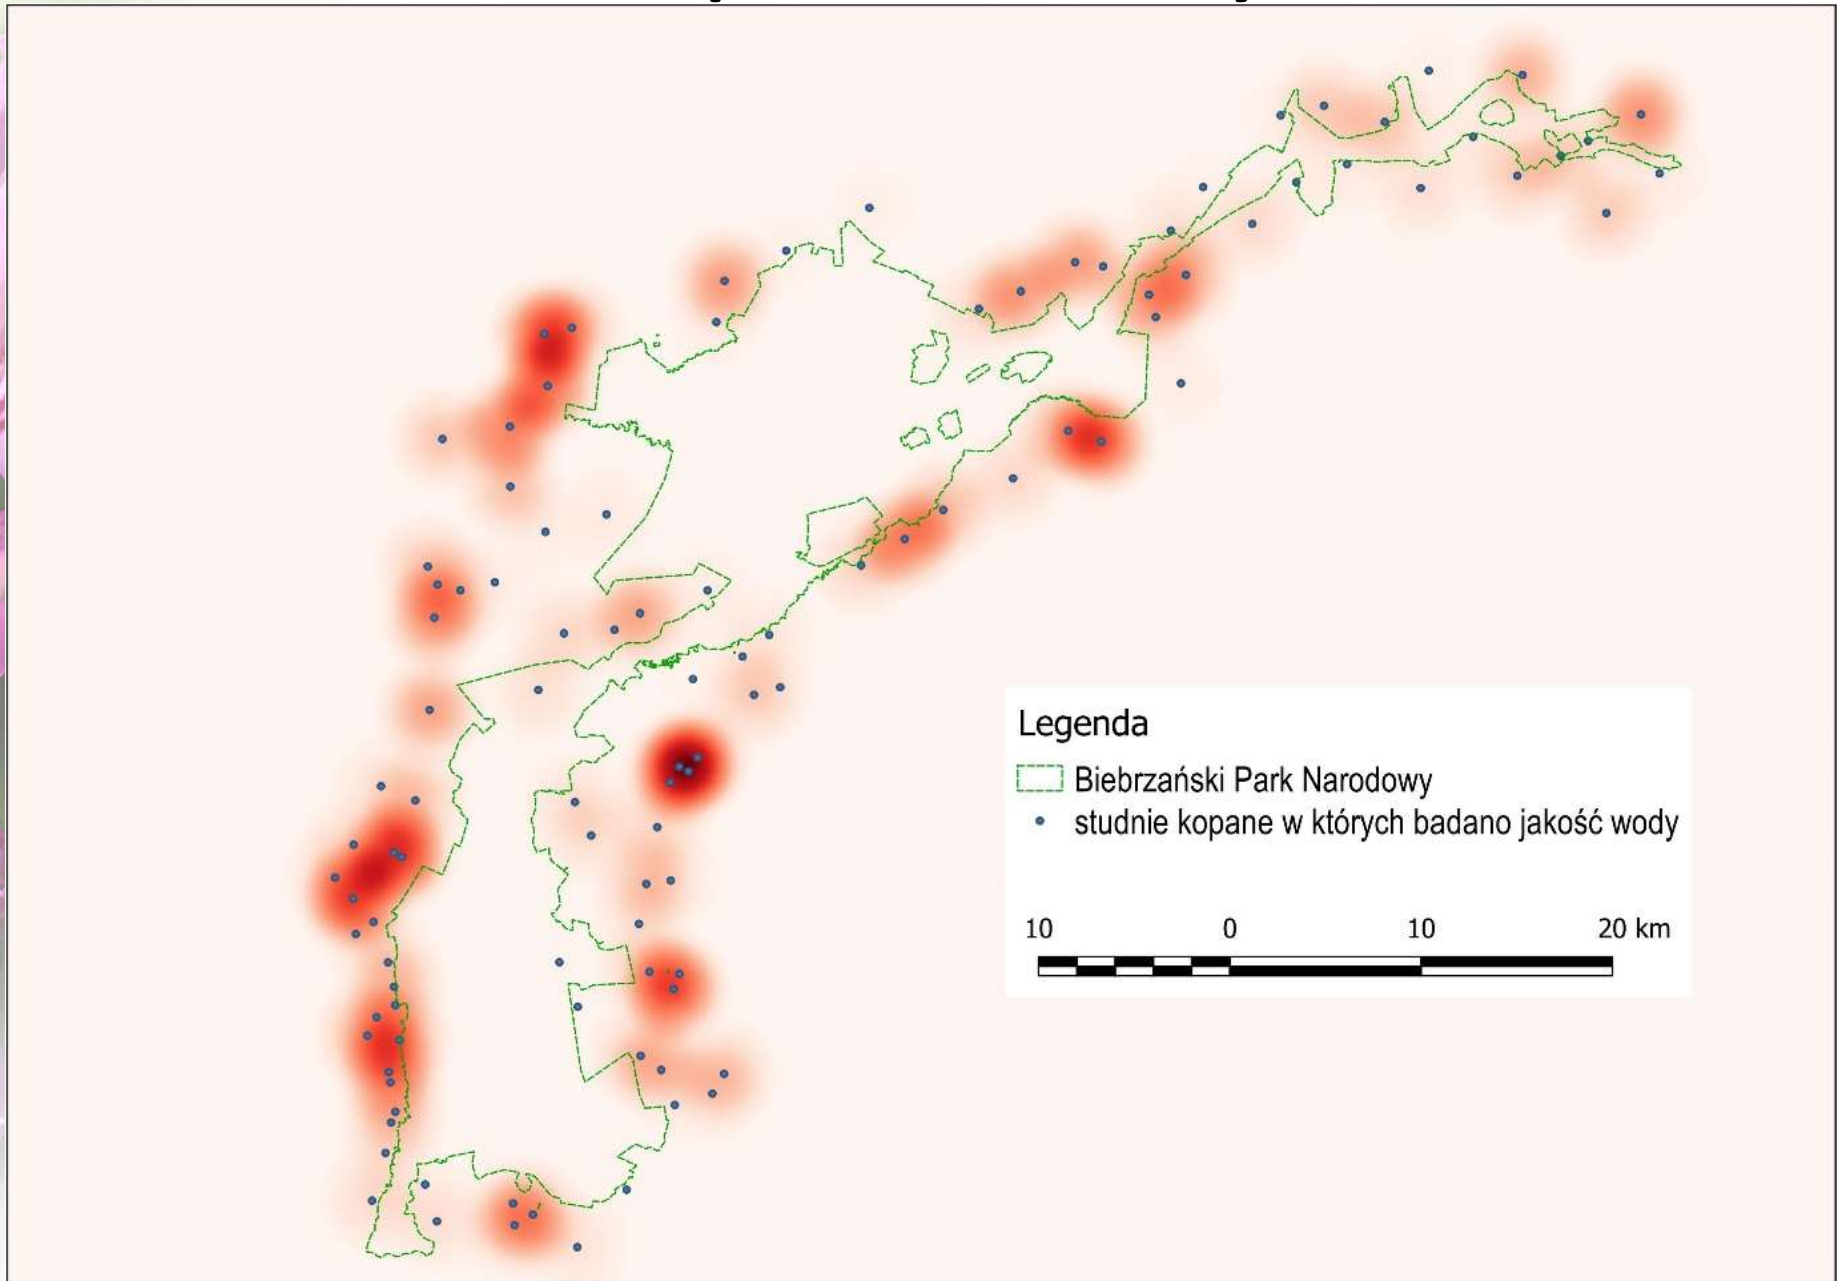 Legenda
Biebrzański Park Narodowy
studnie kopane w których badano jakość wody
10 0 10 20 km